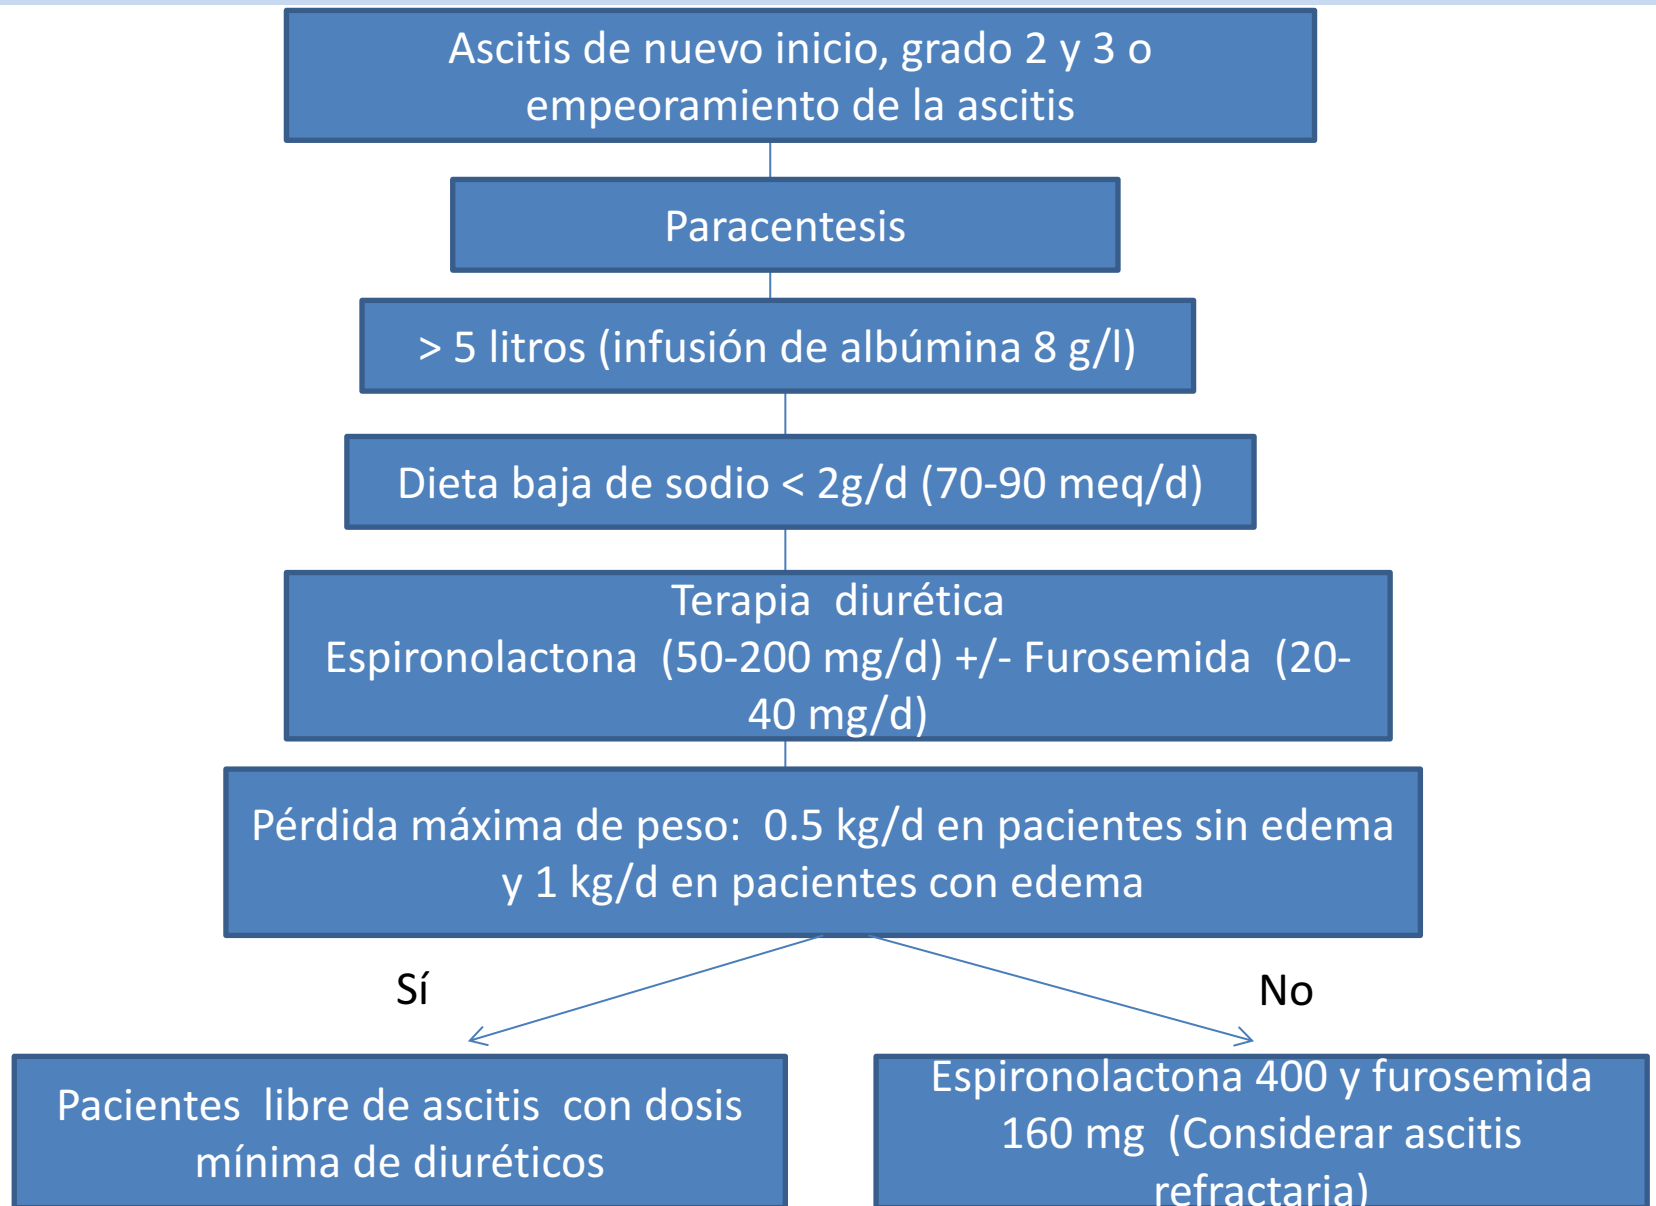 Ascitis de nuevo inicio, grado 2 y 3 o
empeoramiento de la ascitis
Paracentesis
> 5 litros (infusión de albúmina 8 g/l)
Dieta baja de sodio < 2g/d (70-90 meq/d)
Terapia diurética
Espironolactona (50-200 mg/d) +/- Furosemida (20-
40 mg/d)
Pérdida máxima de peso: 0.5 kg/d en pacientes sin edema
y 1 kg/d en pacientes con edema
Sí
No
Pacientes libre de ascitis con dosis
mínima de diuréticos
Espironolactona 400 y furosemida
160 mg (Considerar ascitis
refractaria)